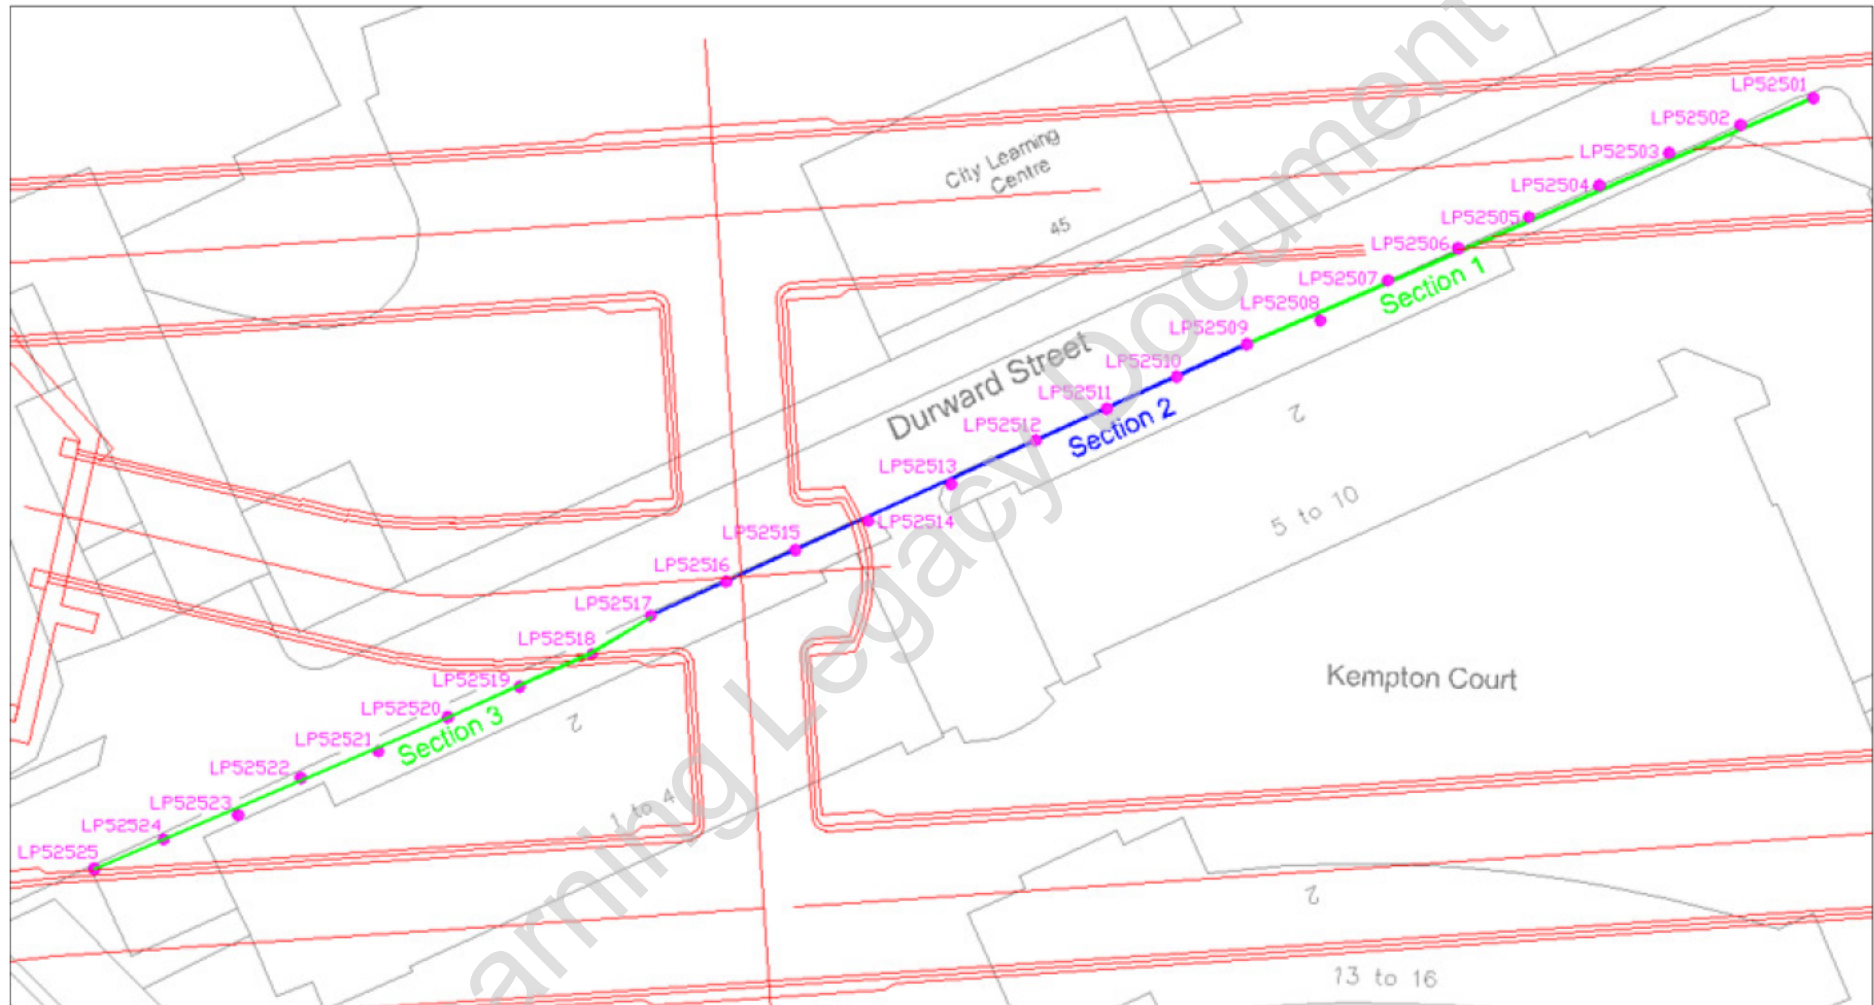 LP52501
LP52502
LP52503
LP52504
LP52505
LP52506
LP52507
LP52508
LP52509
LP52510
LP52511
LP52512
LP52513
LP52514
LP52515
LP52516
LP52517
LP52518
LP52519
LP52520
LP52521
LP52522
LP52523
LP52524
LP52525
City Learning
Centre
45
Durward Street
Section 1
Section 2
Section 3
2
5 to 10
Kempton Court
2
1 to 4
2
13 to 16
arning Legacy Document